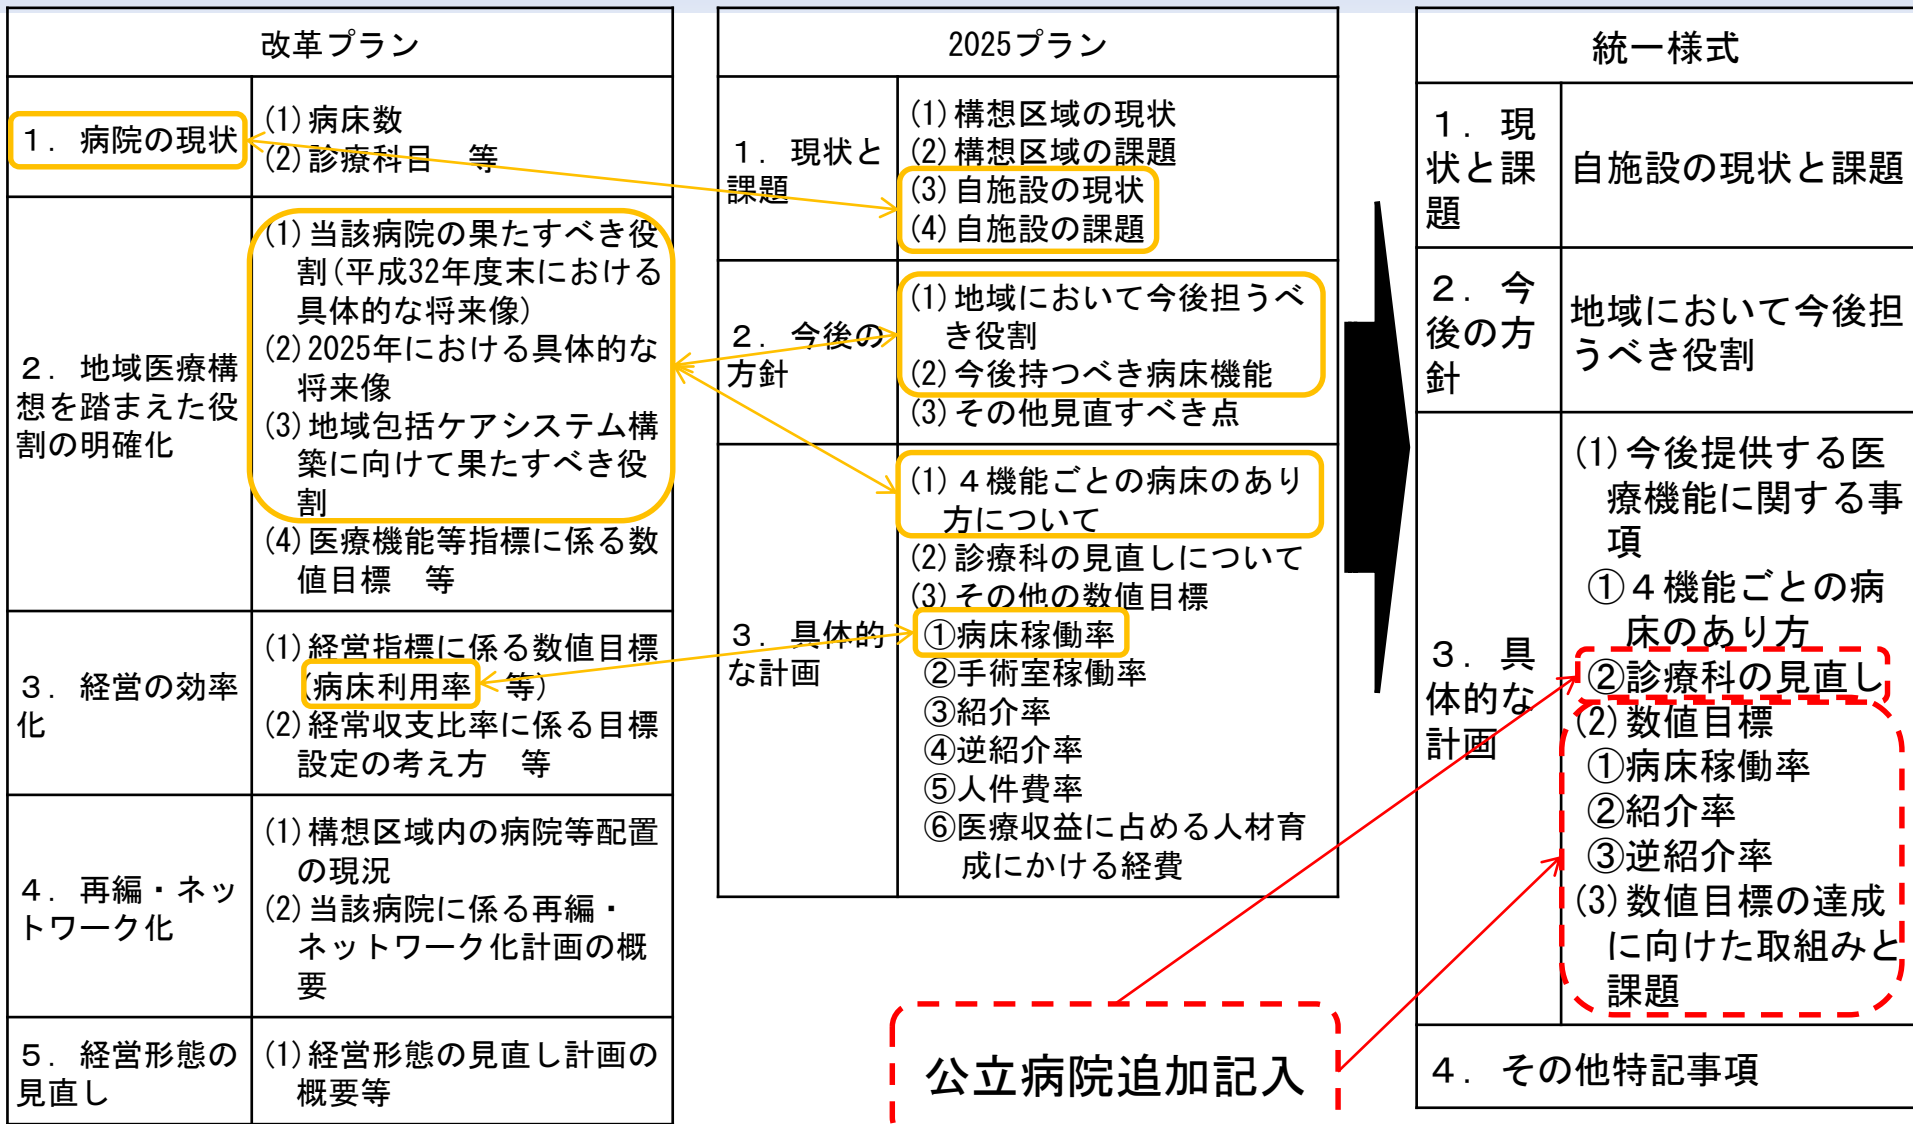 改革プラン
1. 病院の現状
(1)病床数
(2)診療科目 等
2. 地域医療構
想を踏まえた役
割の明確化
(1)当該病院の果たすべき役
割(平成32年度末における
具体的な将来像)
(2)2025年における具体的な
将来像
(3)地域包括ケアシステム構
築に向けて果たすべき役
割
(4)医療機能等指標に係る数
値目標 等
3. 経営の効率
化
(1)経営指標に係る数値目標
(病床利用率 等)
(2)経常収支比率に係る目標
設定の考え方 等
4. 再編・ネッ
トワーク化
(1)構想区域内の病院等配置
の現況
(2)当該病院に係る再編・
ネットワーク化計画の概
要
5. 経営形態の
見直し
(1)経営形態の見直し計画の
概要等
2025プラン
1. 現状と
課題
(1)構想区域の現状
(2)構想区域の課題
(3)自施設の現状
(4)自施設の課題
2. 今後の
方針
(1)地域において今後担うべ
き役割
(2)今後持つべき病床機能
(3)その他見直すべき点
3. 具体的
な計画
(1)4機能ごとの病床のあり
方について
(2)診療科の見直しについて
(3)その他の数値目標
①病床稼働率
②手術室稼働率
③紹介率
④逆紹介率
⑤人件費率
⑥医療収益に占める人材育
成にかける経費
公立病院追加記入
統一様式
1. 現
状と課
題
自施設の現状と課題
2. 今
後の方
針
地域において今後担
うべき役割
3. 具
体的な
計画
(1)今後提供する医
療機能に関する事
項
①4機能ごとの病
床のあり方
②診療科の見直し
(2)数値目標
①病床稼働率
②紹介率
③逆紹介率
(3)数値目標の達成
に向けた取組みと
課題
4. その他特記事項